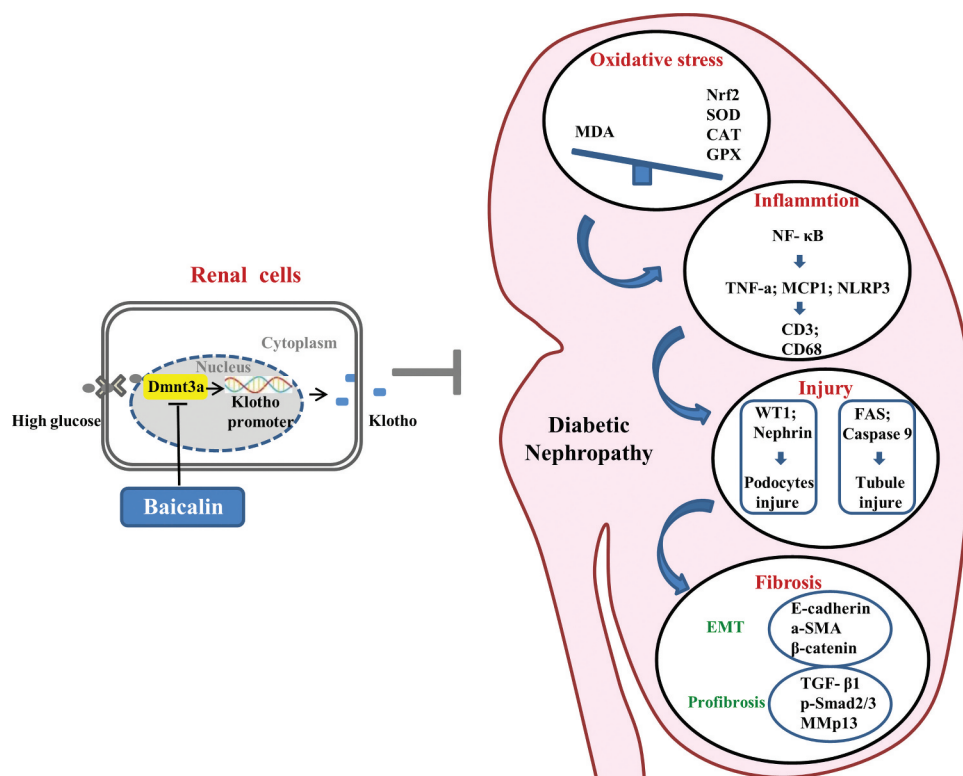 Renal cells
Cytoplasm
Nucleus
Dmnt3a
Klotho
promoter
High glucose
Klotho
Baicalin
Diabetic
Nephropathy
Oxidative stress
MDA
Nrf2
SOD
CAT
GPX
Inflammtion
NF- κB
TNF-a; MCP1; NLRP3
CD3;
CD68
Injury
WT1;
Nephrin
Podocytes
injure
FAS;
Caspase 9
Tubule
injure
Fibrosis
EMT
E-cadherin
a-SMA
β-catenin
Profibrosis
TGF- β1
p-Smad2/3
MMp13